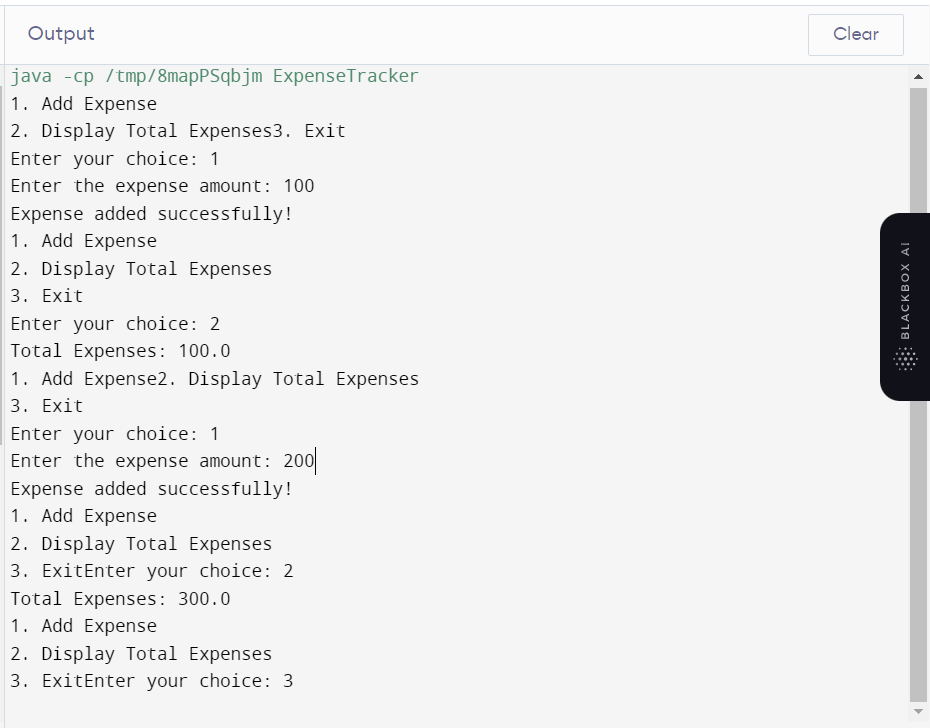 Output
Clear
java -cp /tmp/8mapPSqbjm ExpenseTracker
1. Add Expense
2. Display Total Expenses3. Exit
Enter your choice: 1
Enter the expense amount: 100
Expense added successfully!
1. Add Expense
2. Display Total Expenses
3. Exit
Enter your choice: 2
Total Expenses: 100.0
1. Add Expense2. Display Total Expenses
3. Exit
Enter your choice: 1
Enter the expense amount: 200
Expense added successfully!
1. Add Expense
2. Display Total Expenses
3. ExitEnter your choice: 2
Total Expenses: 300.0
1. Add Expense
2. Display Total Expenses
3. ExitEnter your choice: 3
BLACKBOX AI